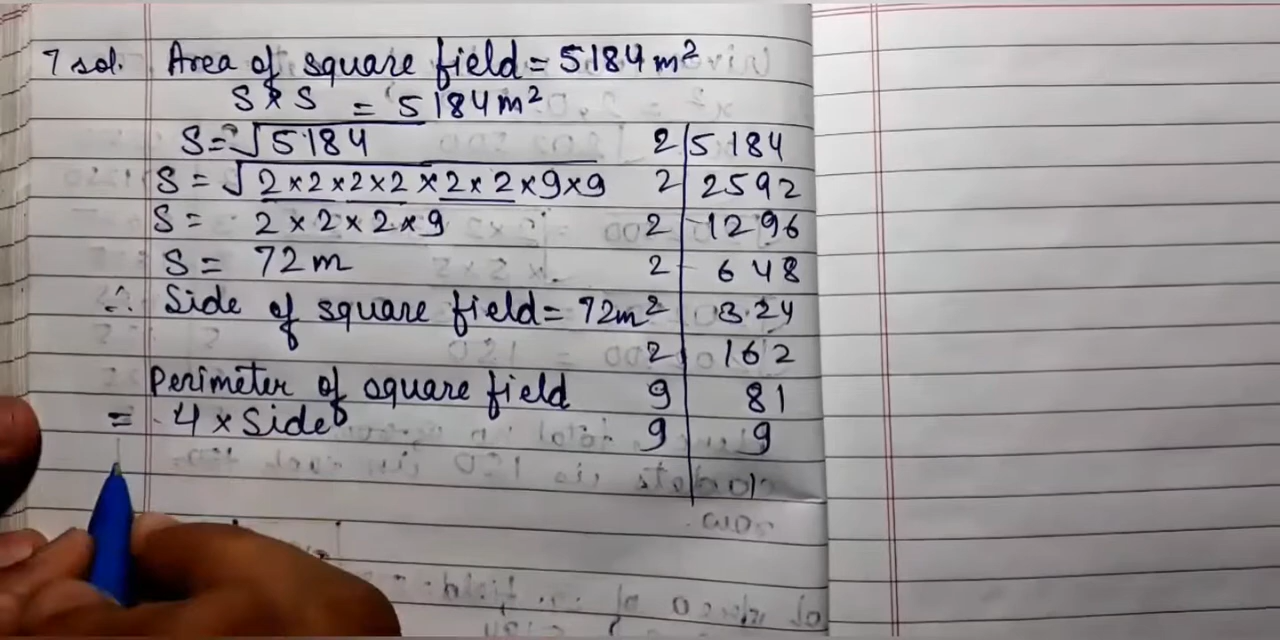 7 sol. Area of square field = 5184 m²
S × S = 5184 m²
S = √5184
S = √2×2×2×2×2×2×9×9
S = 2×2×2×9
S = 72 m
∴ Side of square field = 72m²
Perimeter of square field
= 4 × Side
2 | 5184
2 | 2592
2 | 1296
2 | 648
2 | 324
2 | 162
9 | 81
9 | 9
| 1